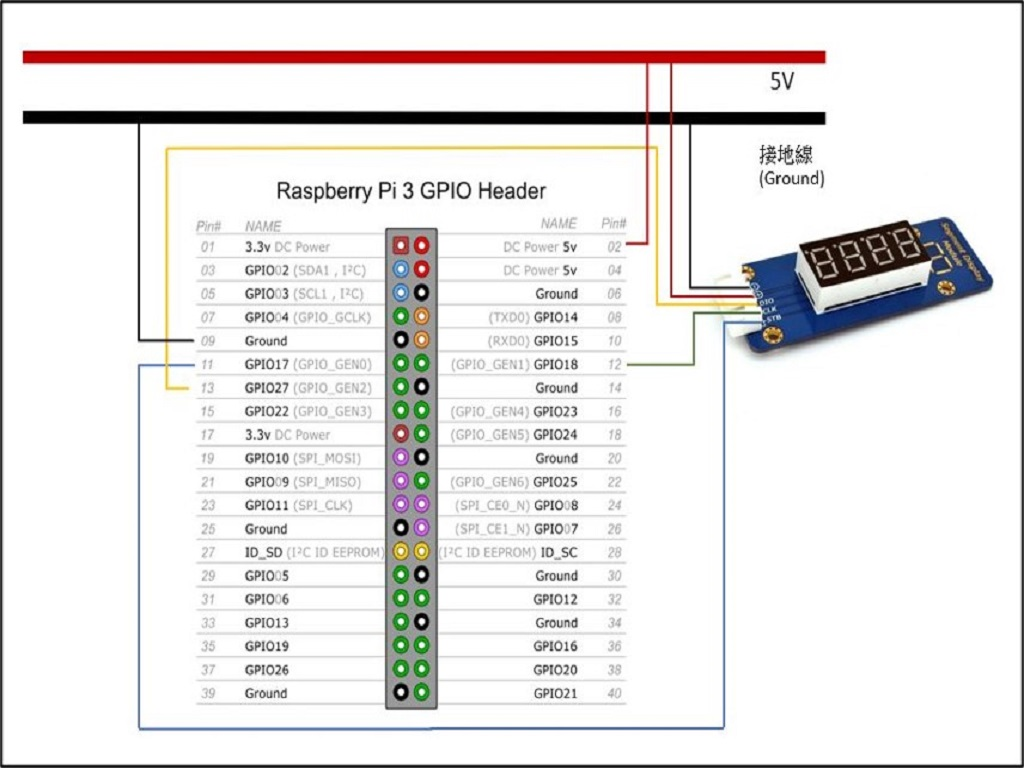 5V
接地線
(Ground)
Raspberry Pi 3 GPIO Header
Pin# NAME NAME Pin#
01 3.3v DC Power DC Power 5v 02
03 GPIO02 (SDA1 , I²C) DC Power 5v 04
05 GPIO03 (SCL1 , I²C) Ground 06
07 GPIO04 (GPIO_GCLK) (TXD0) GPIO14 08
09 Ground (RXD0) GPIO15 10
11 GPIO17 (GPIO_GEN0) (GPIO_GEN1) GPIO18 12
13 GPIO27 (GPIO_GEN2) Ground 14
15 GPIO22 (GPIO_GEN3) (GPIO_GEN4) GPIO23 16
17 3.3v DC Power (GPIO_GEN5) GPIO24 18
19 GPIO10 (SPI_MOSI) Ground 20
21 GPIO09 (SPI_MISO) (GPIO_GEN6) GPIO25 22
23 GPIO11 (SPI_CLK) (SPI_CE0_N) GPIO08 24
25 Ground (SPI_CE1_N) GPIO07 26
27 ID_SD (I²C ID EEPROM) (I²C ID EEPROM) ID_SC 28
29 GPIO05 Ground 30
31 GPIO06 GPIO12 32
33 GPIO13 Ground 34
35 GPIO19 GPIO16 36
37 GPIO26 GPIO20 38
39 Ground GPIO21 40
Segment Display
Module
DIO
CLK
STB